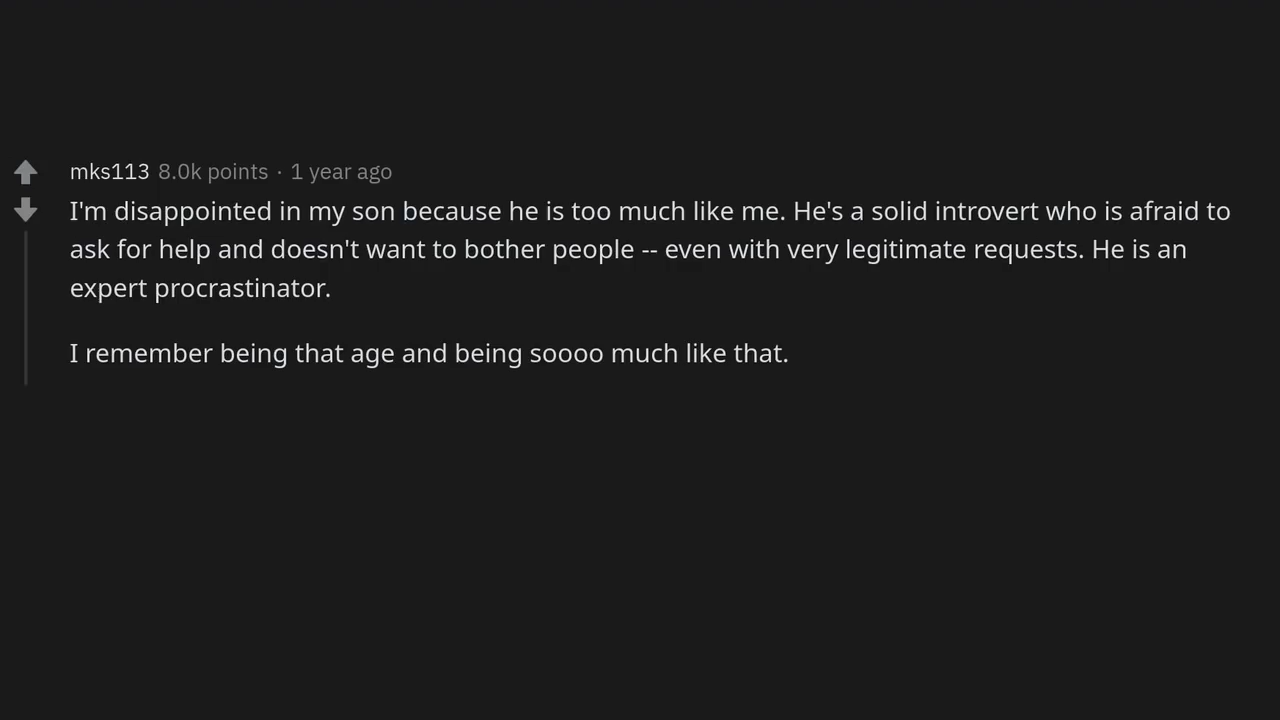 mks113 8.0k points · 1 year ago
I'm disappointed in my son because he is too much like me. He's a solid introvert who is afraid to
ask for help and doesn't want to bother people -- even with very legitimate requests. He is an
expert procrastinator.
I remember being that age and being soooo much like that.